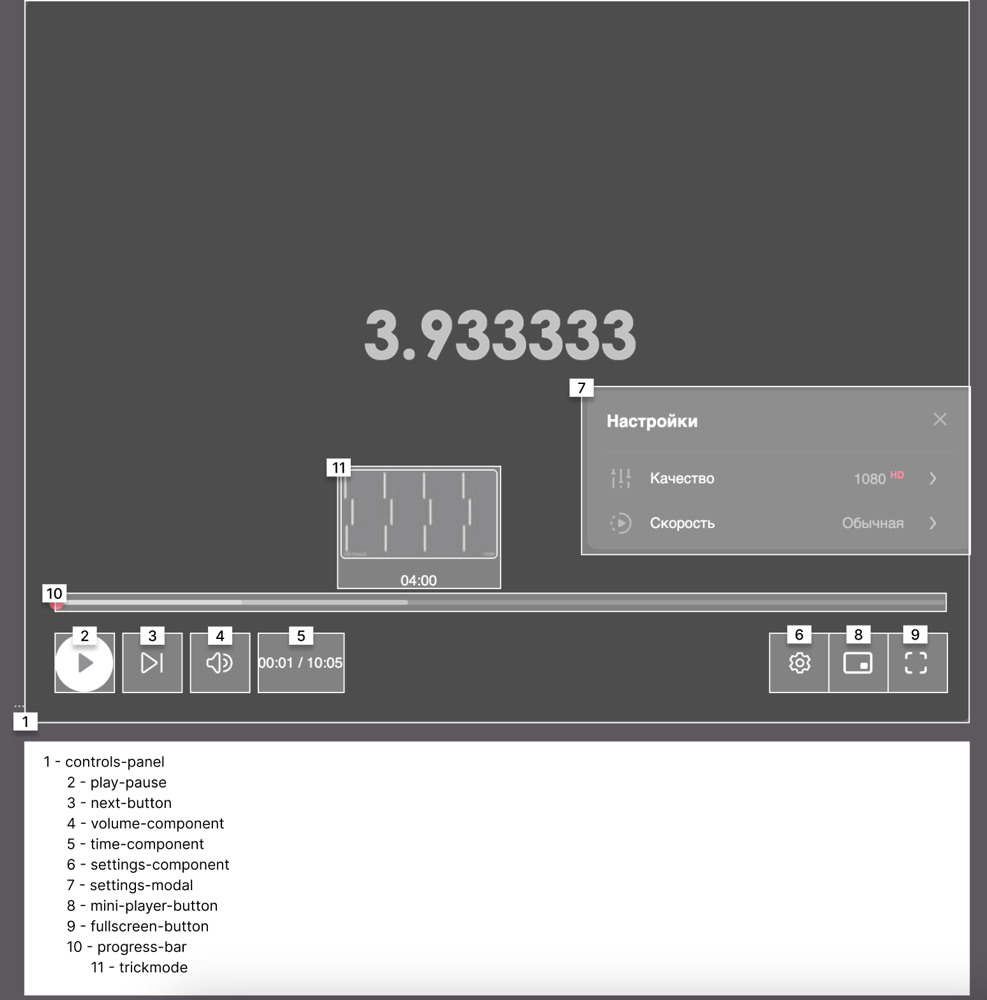 3.933333
7
Настройки
Качество 1080 HD
Скорость Обычная
11
04:00
10
2
3
4
5
6
8
9
00:01 / 10:05
1
1 - controls-panel
2 - play-pause
3 - next-button
4 - volume-component
5 - time-component
6 - settings-component
7 - settings-modal
8 - mini-player-button
9 - fullscreen-button
10 - progress-bar
11 - trickmode